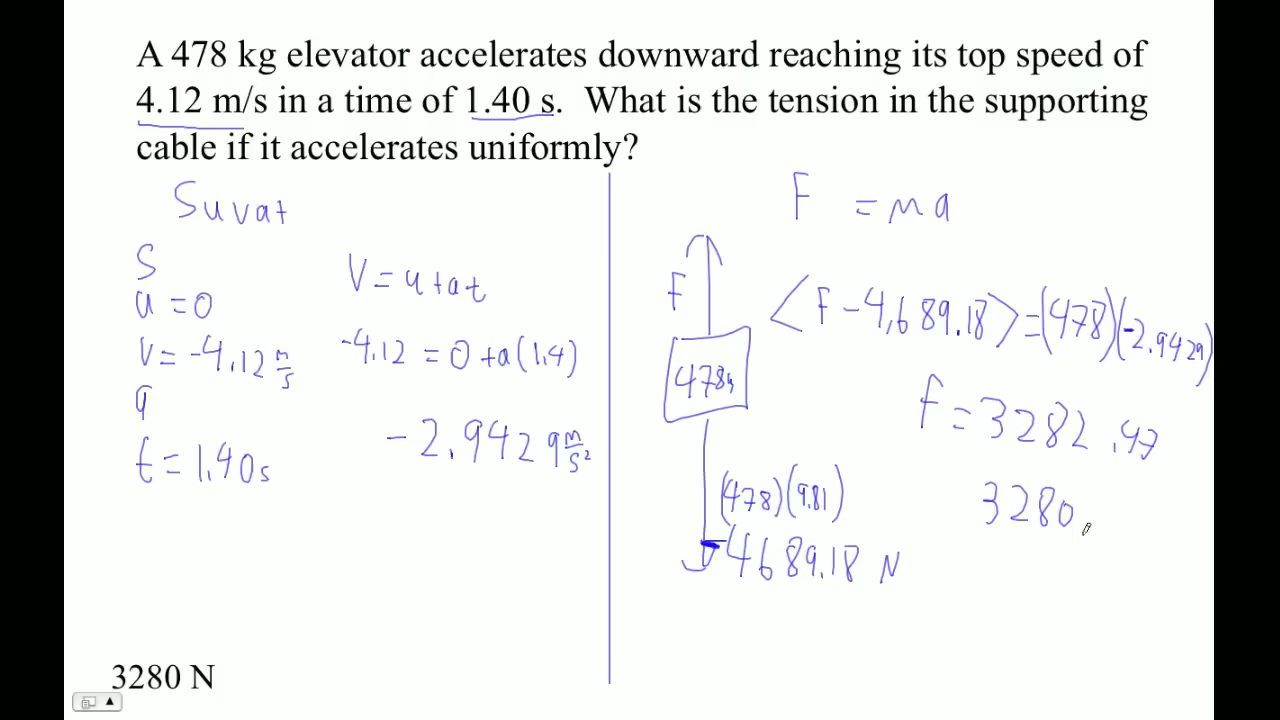 A 478 kg elevator accelerates downward reaching its top speed of
4.12 m/s in a time of 1.40 s. What is the tension in the supporting
cable if it accelerates uniformly?
Suvat
S
u = 0
V = -4.12 m/s
a
t = 1.40 s
V = u + at
-4.12 = 0 + a(1.4)
-2.9429 m/s²
F = ma
F
478
(478)(9.81)
-4689.18 N
<F - 4,689.18> = (478)(-2.9429)
F = 3282.47
3280
3280 N